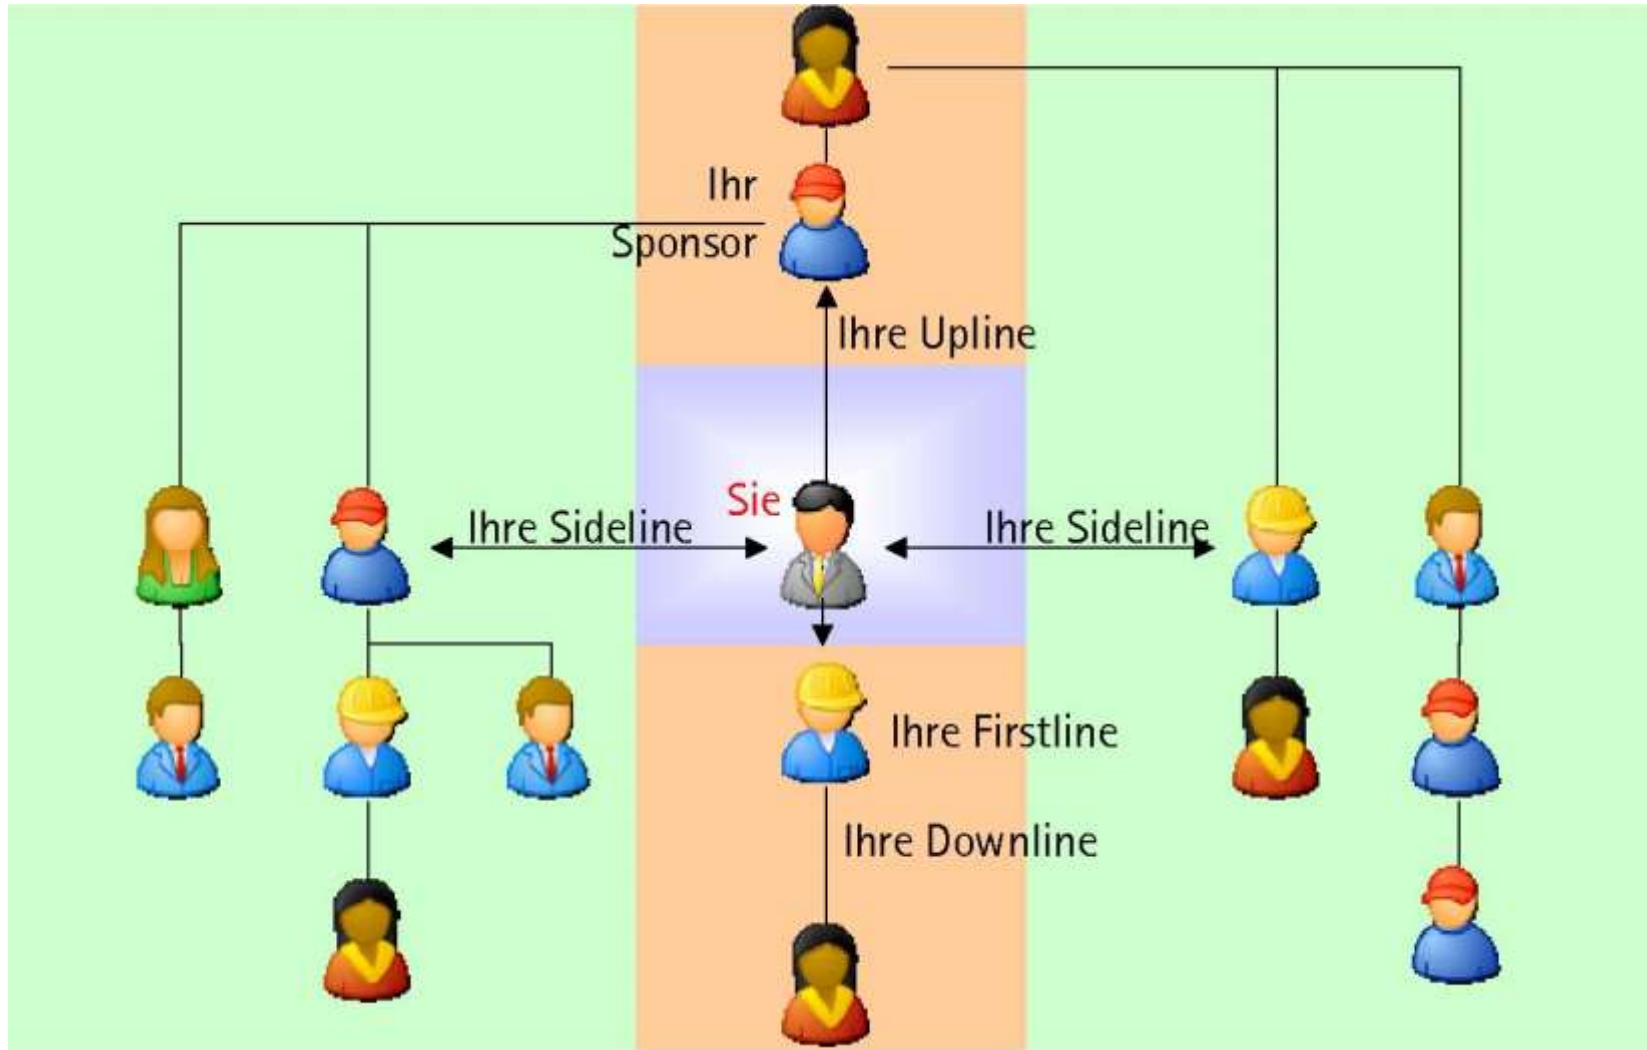 Ihr
Sponsor
Ihre Upline
Sie
Ihre Sideline
Ihre Sideline
Ihre Firstline
Ihre Downline